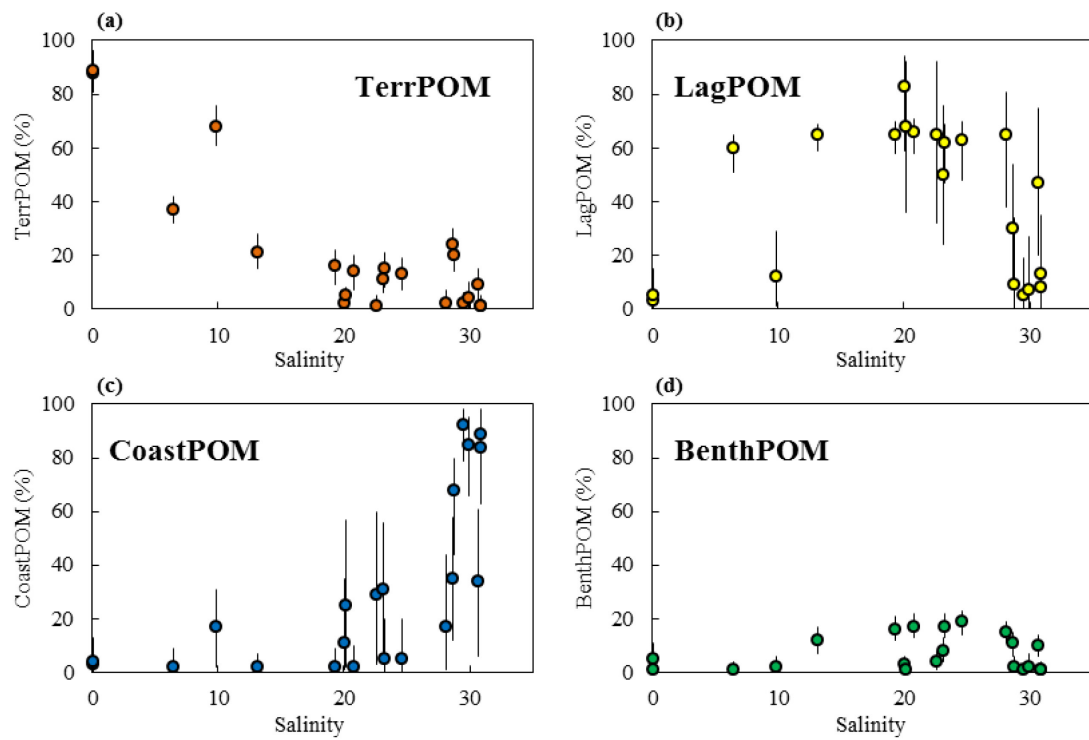 (a)
TerrPOM
TerrPOM (%)
100
80
60
40
20
0
0 10 20 30
Salinity
(b)
LagPOM
LagPOM (%)
100
80
60
40
20
0
0 10 20 30
Salinity
(c)
CoastPOM
CoastPOM (%)
100
80
60
40
20
0
0 10 20 30
Salinity
(d)
BenthPOM
BenthPOM (%)
100
80
60
40
20
0
0 10 20 30
Salinity